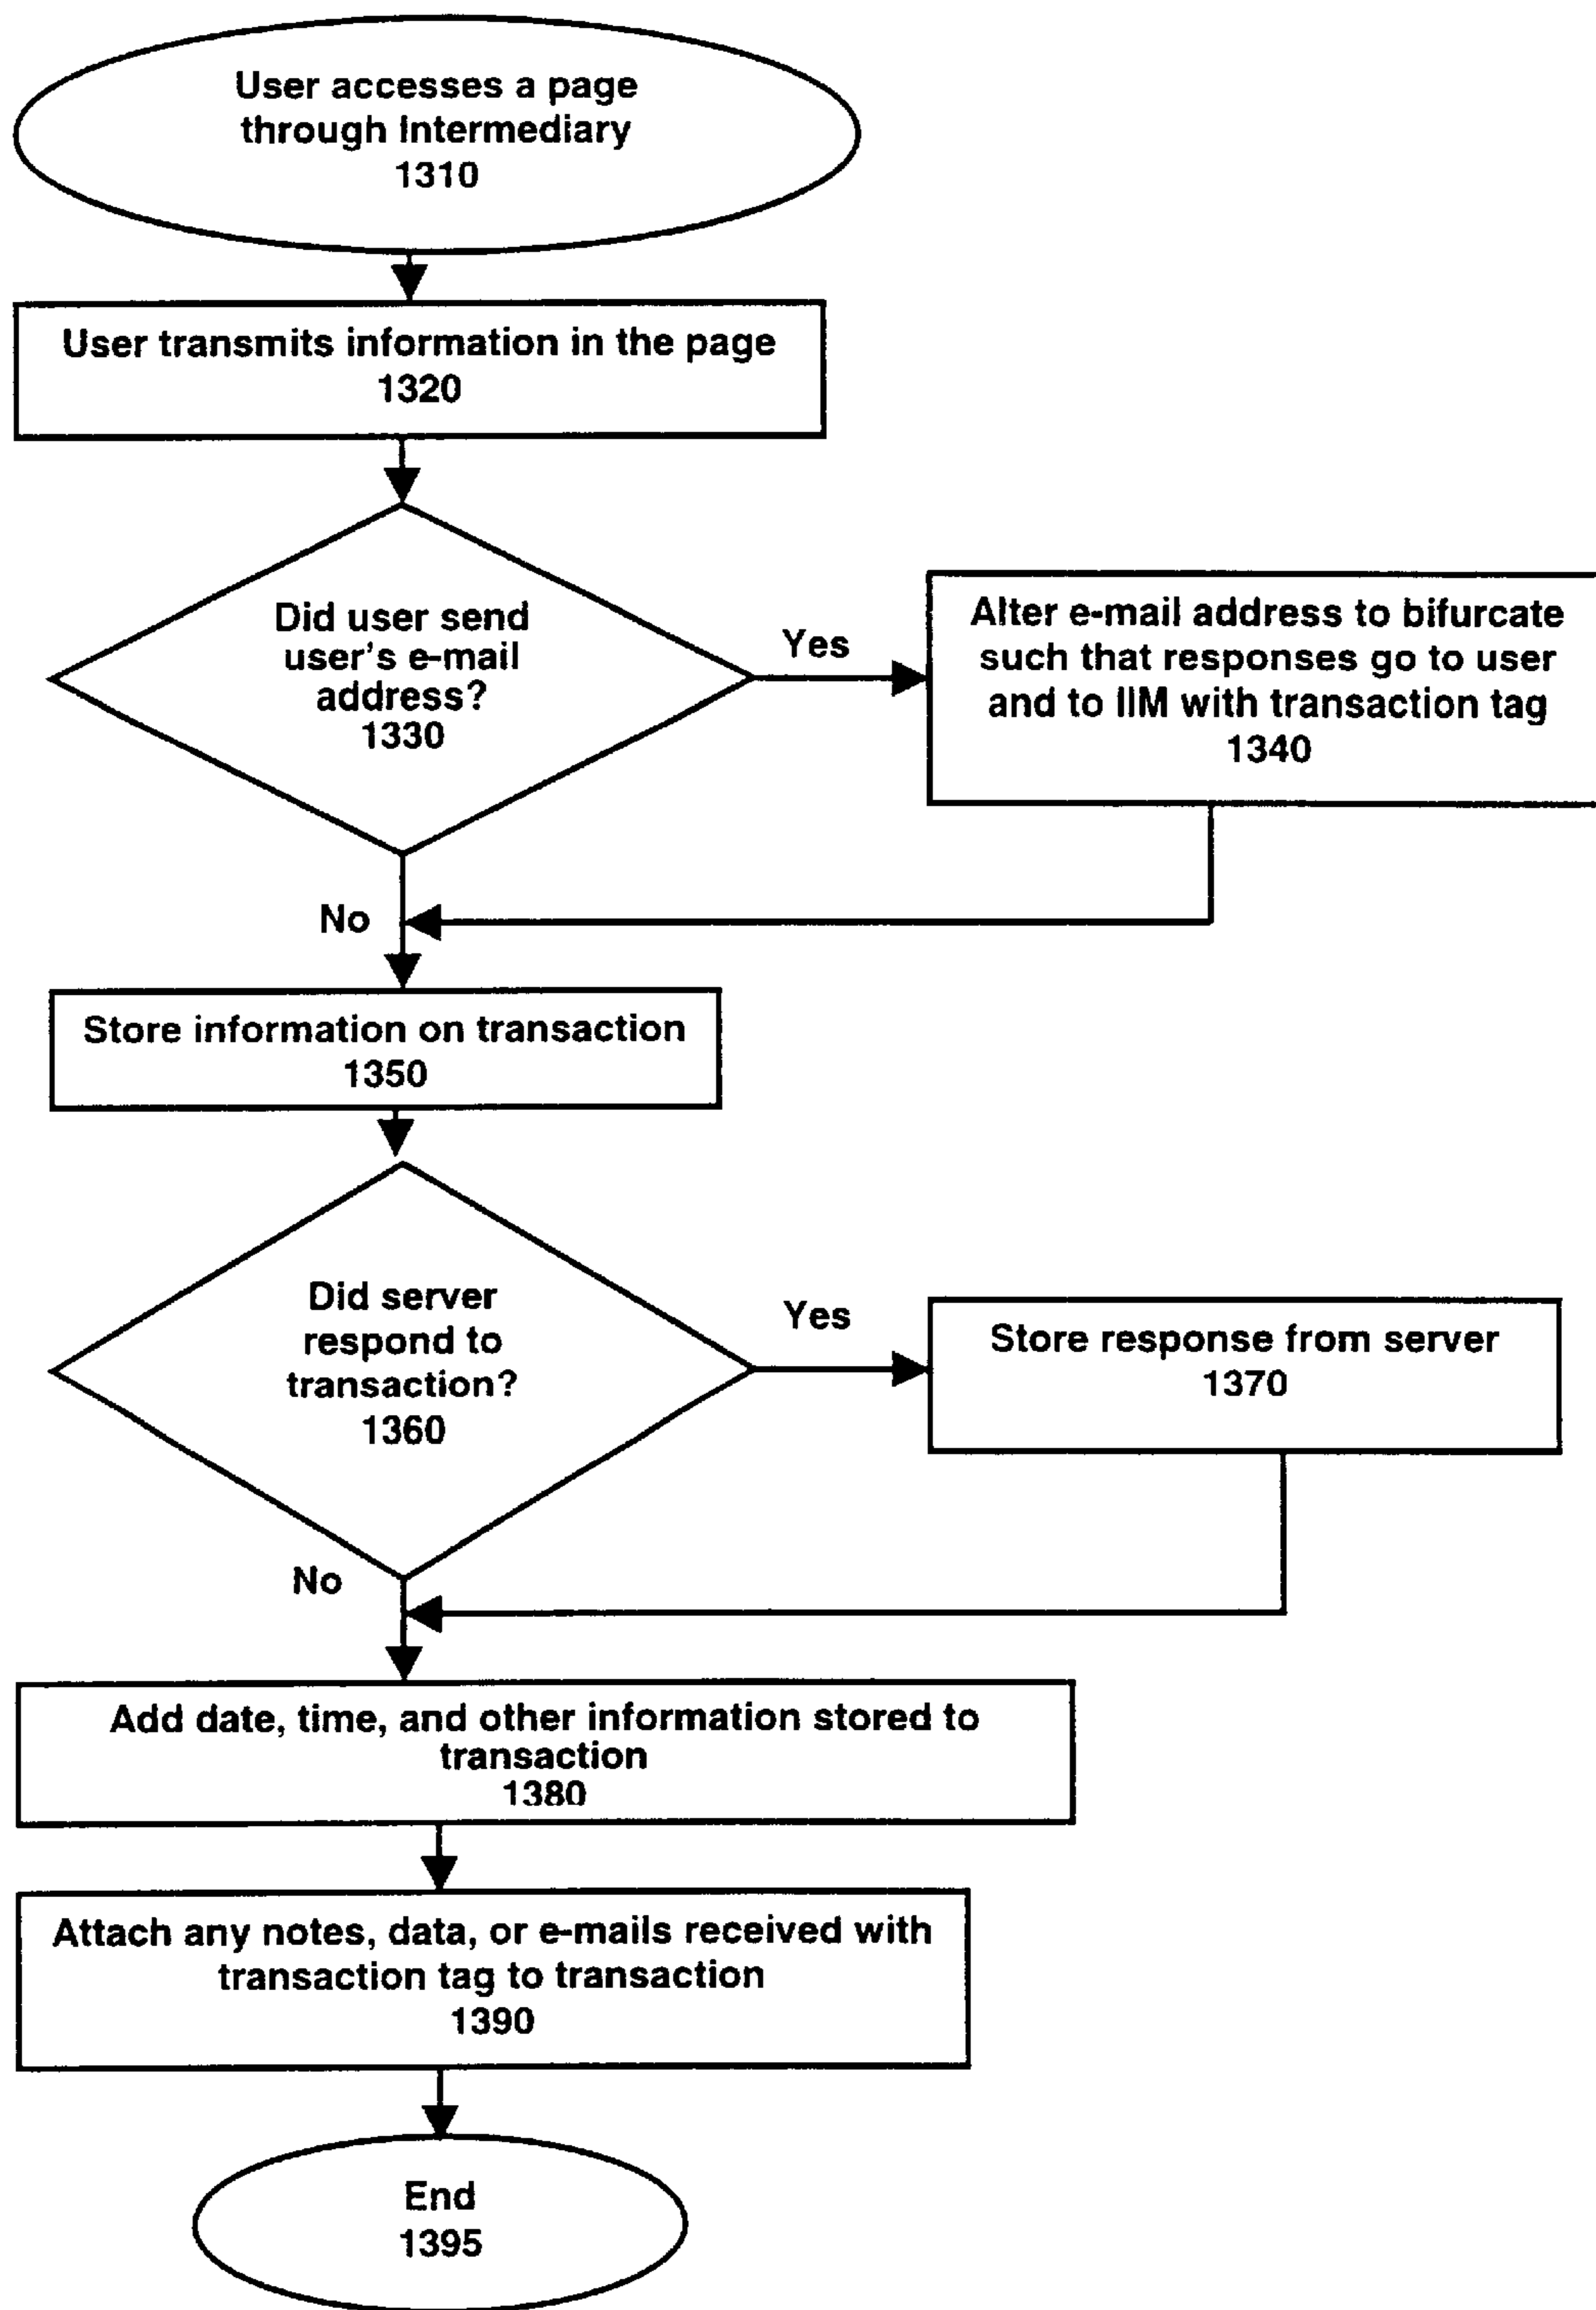 User accesses a page
through Intermediary
1310
User transmits information in the page
1320
Did user send
user's e-mail
address?
1330
Yes
Alter e-mail address to bifurcate
such that responses go to user
and to IIM with transaction tag
1340
No
Store information on transaction
1350
Did server
respond to
transaction?
1360
Yes
Store response from server
1370
No
Add date, time, and other information stored to
transaction
1380
Attach any notes, data, or e-mails received with
transaction tag to transaction
1390
End
1395